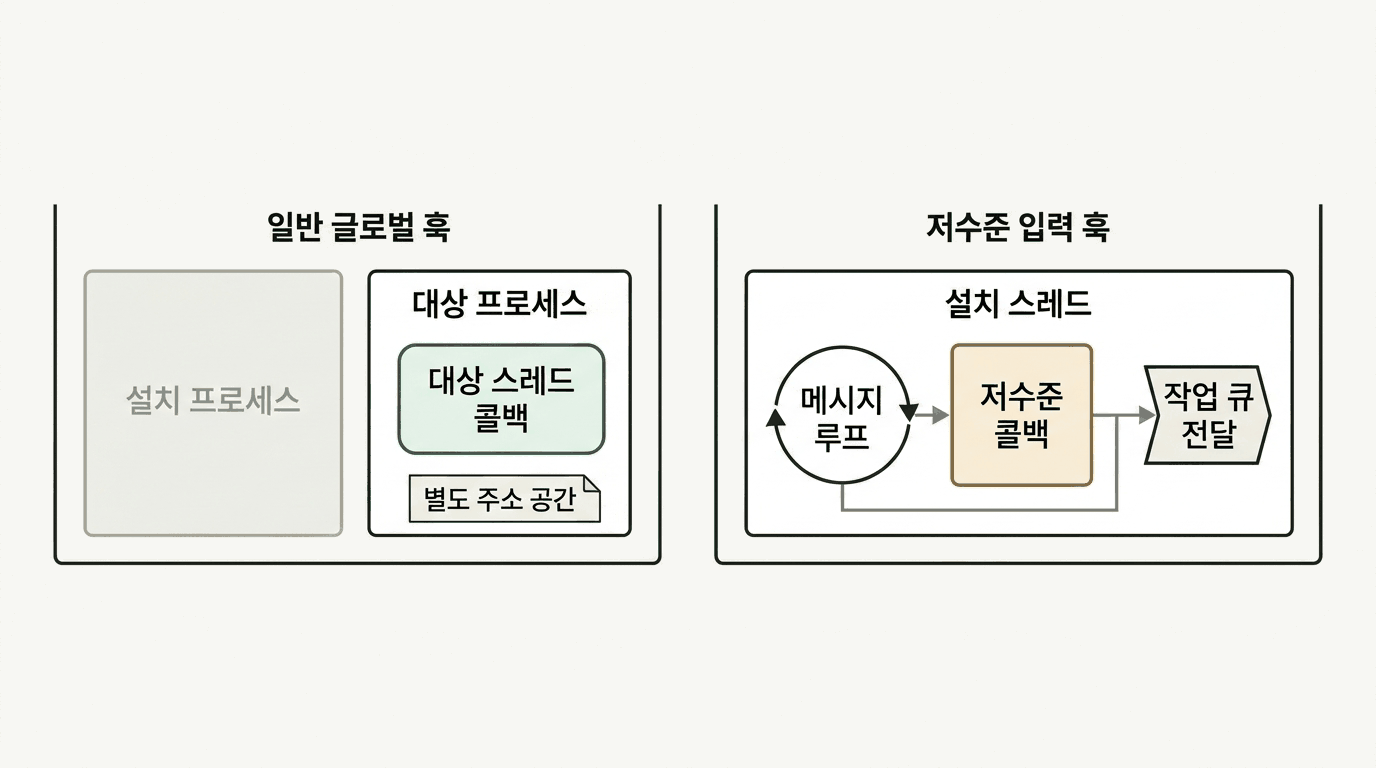 일반 글로벌 훅
설치 프로세스
대상 프로세스
대상 스레드
콜백
별도 주소 공간
저수준 입력 훅
설치 스레드
메시지
루프
저수준
콜백
작업 큐
전달